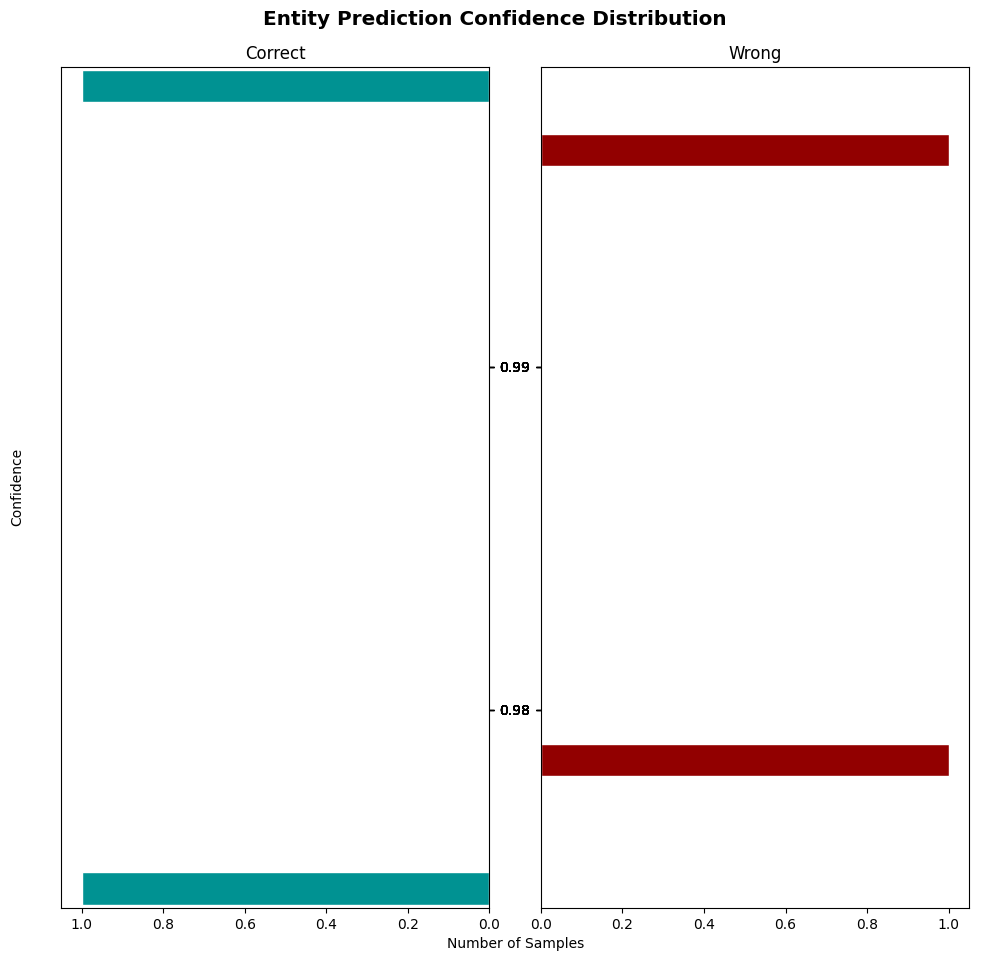 Entity Prediction Confidence Distribution
Correct
Wrong
0.99
Confidence
0.98
1.0 0.8 0.6 0.4 0.2 0.0
0.0 0.2 0.4 0.6 0.8 1.0
Number of Samples